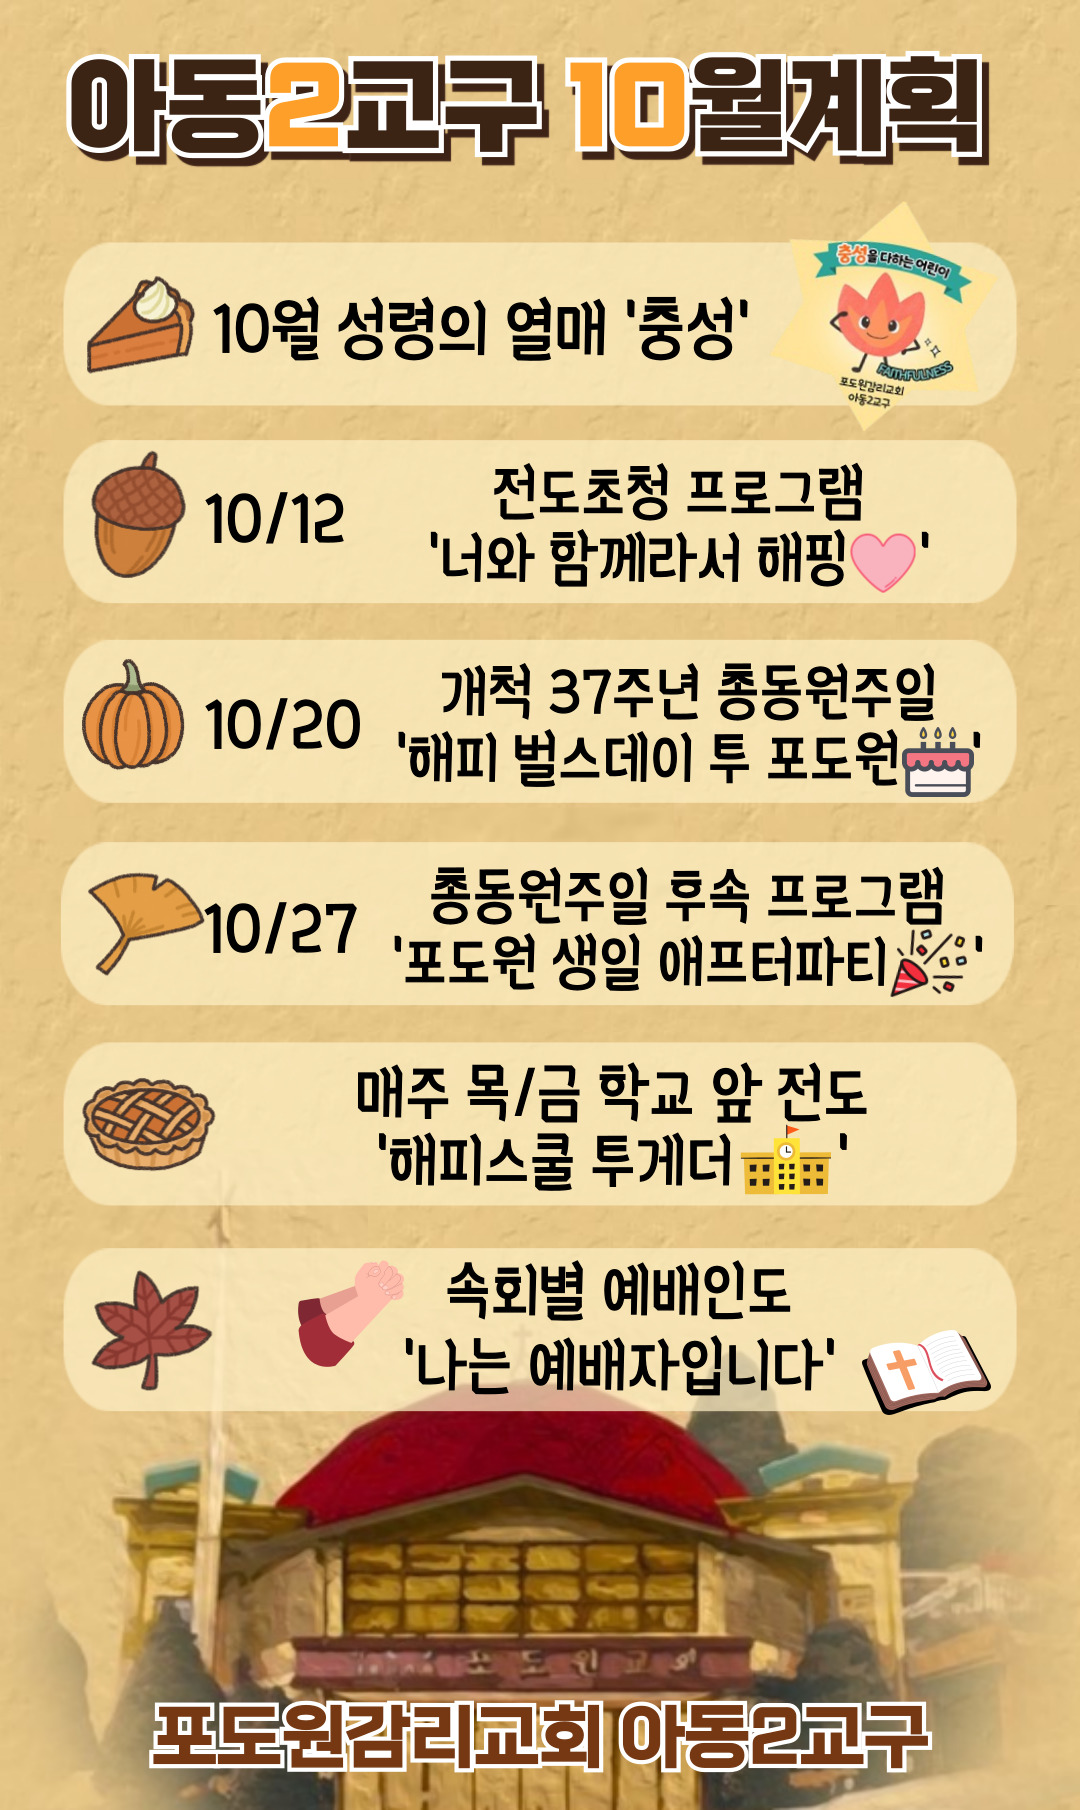 아동2교구 10월계획
충성을 다하는 어린이
10월 성령의 열매 '충성'
FAITHFULNESS
포도원감리교회
아동2교구
10/12
전도초청 프로그램
'너와 함께라서 해핑'
10/20
개척 37주년 총동원주일
'해피 벌스데이 투 포도원'
10/27
총동원주일 후속 프로그램
'포도원 생일 애프터파티'
매주 목/금 학교 앞 전도
'해피스쿨 투게더'
속회별 예배인도
'나는 예배자입니다'
포도원교회
포도원감리교회 아동2교구